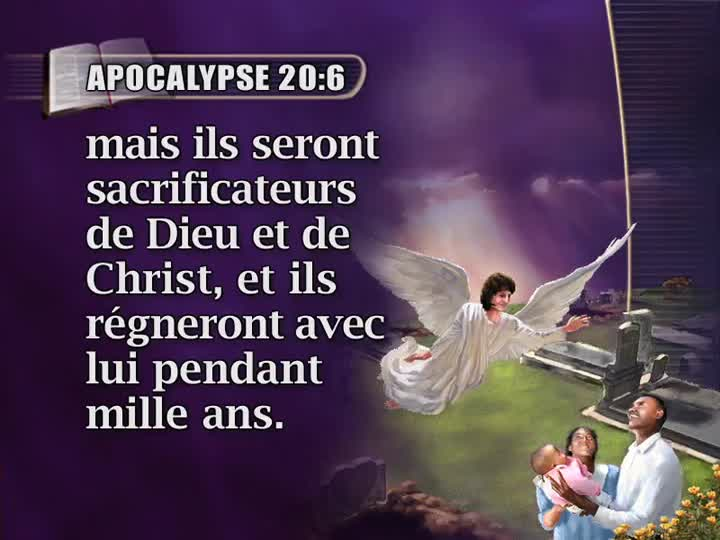 APOCALYPSE 20:6
mais ils seront
sacrificateurs
de Dieu et de
Christ, et ils
régneront avec
lui pendant
mille ans.